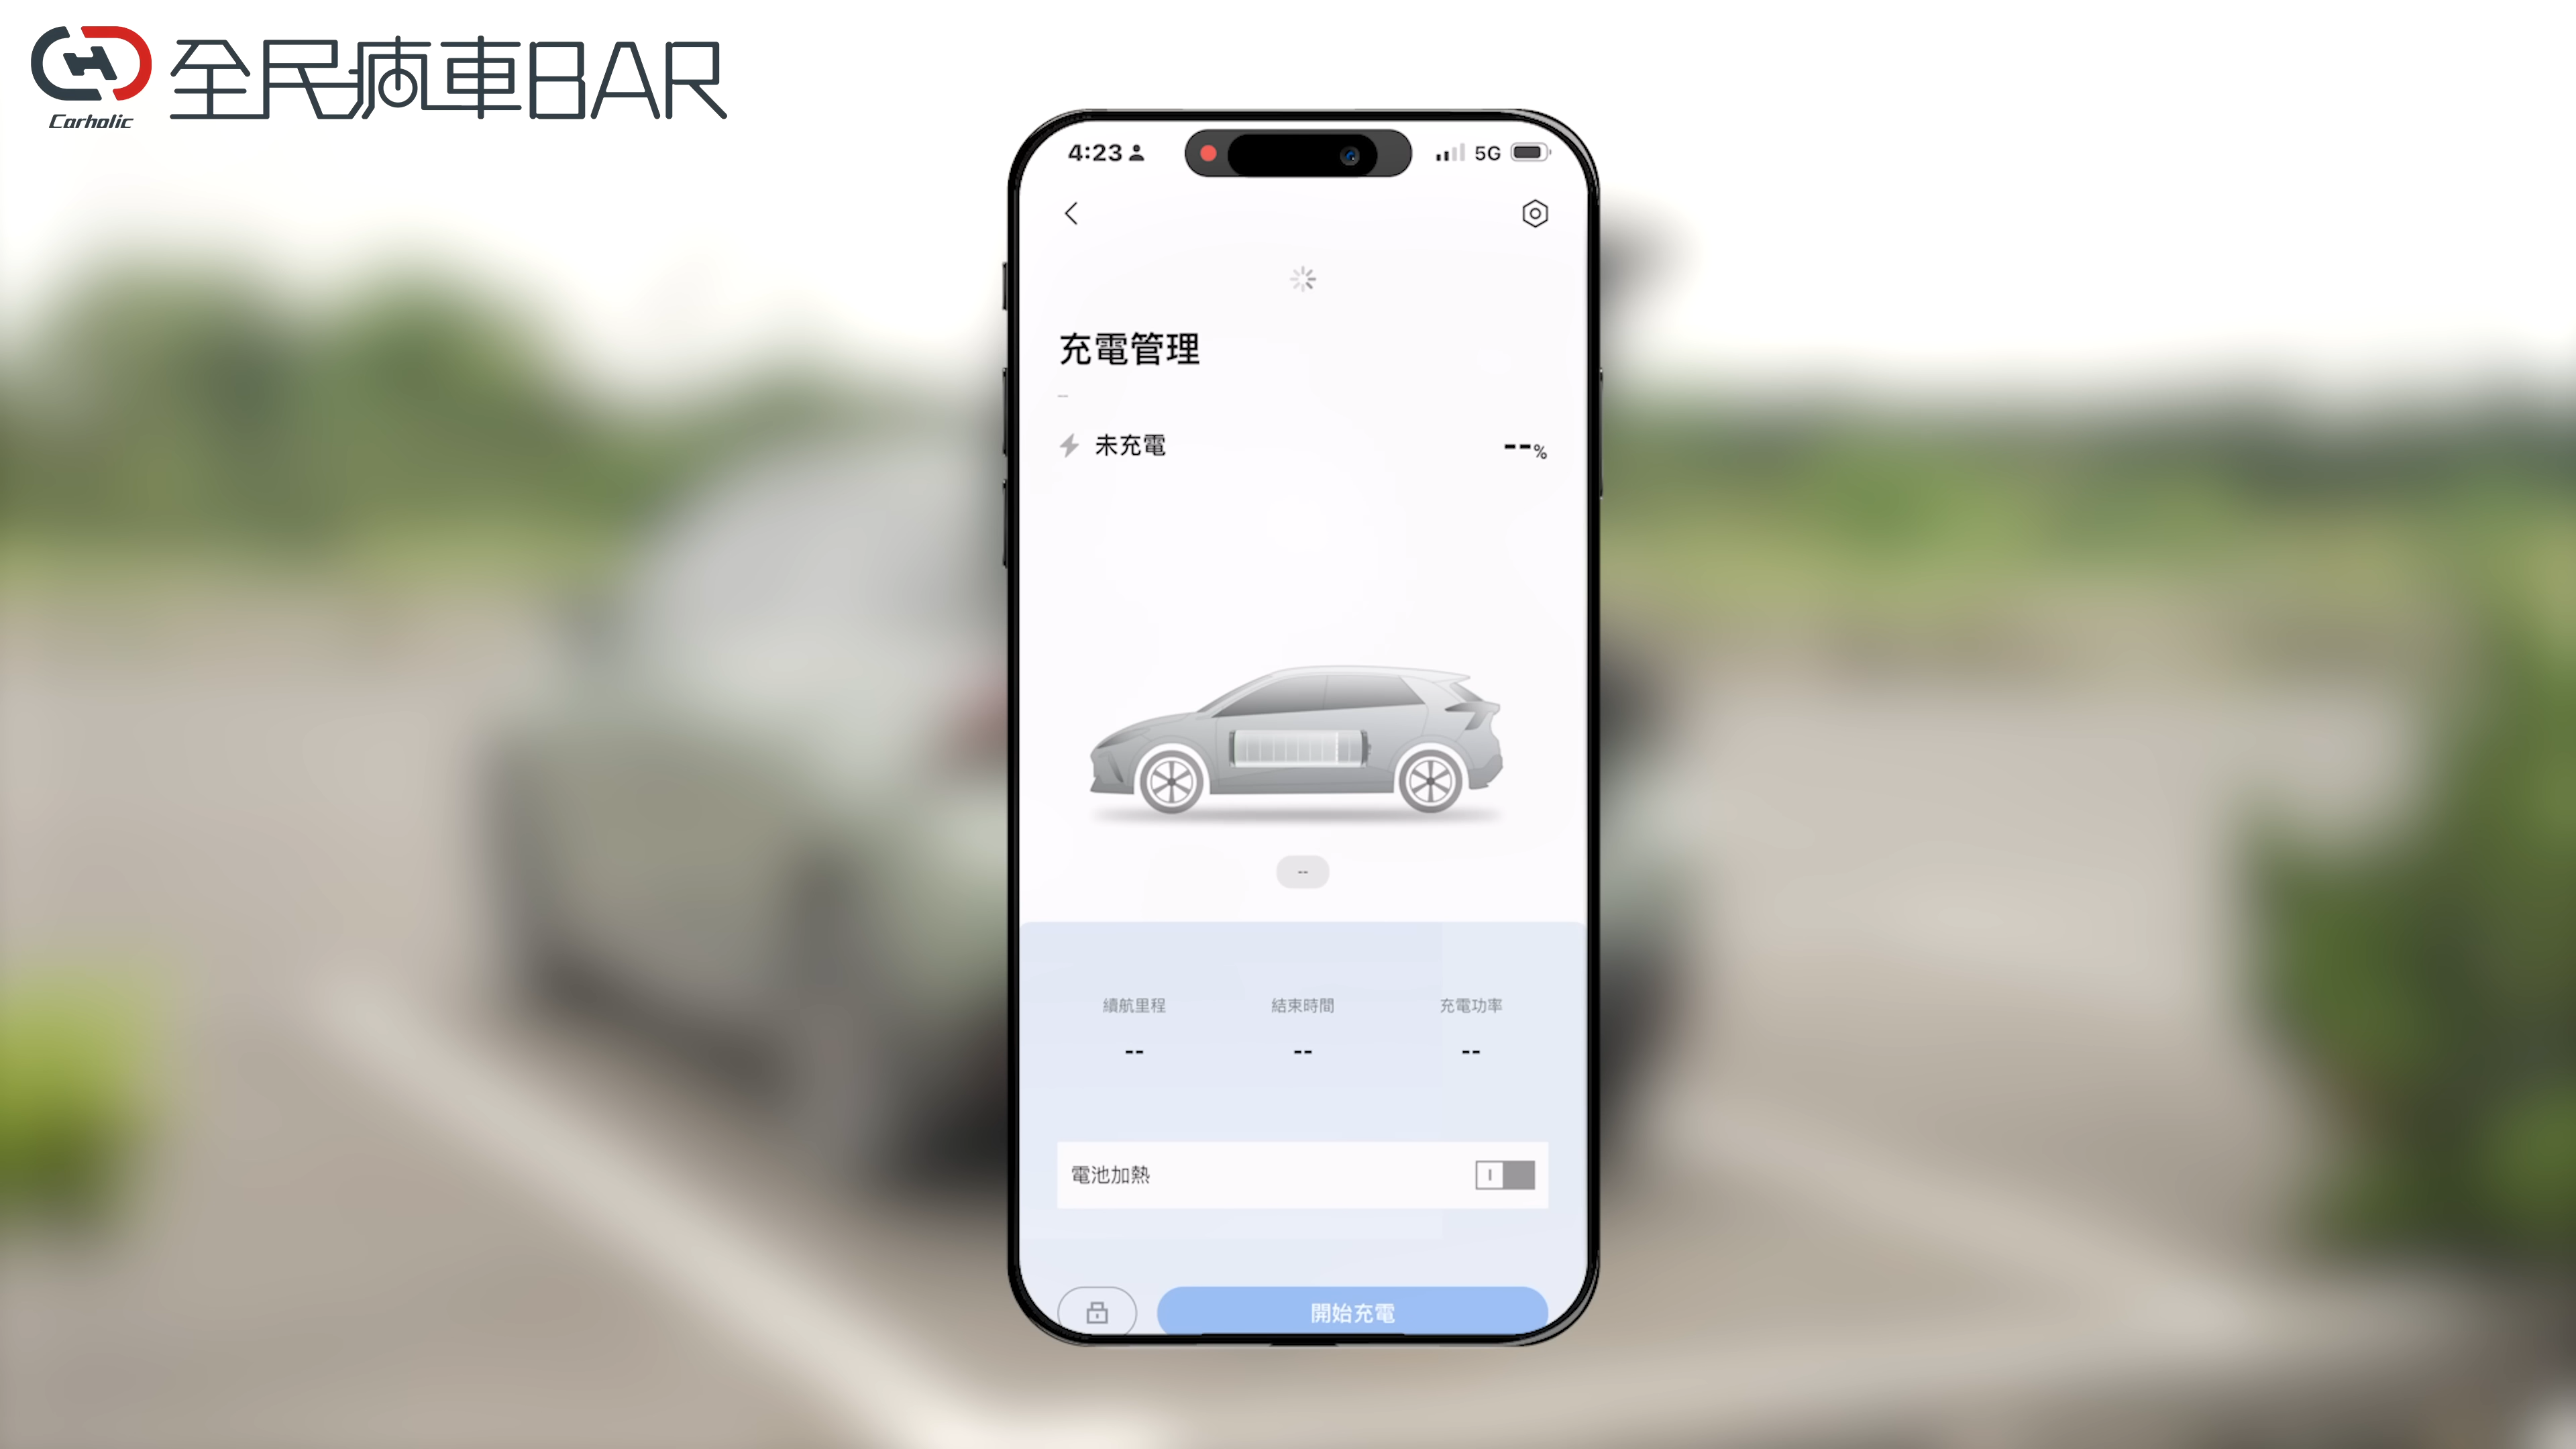 Carholic
全民瘋車BAR
4:23
5G
充電管理
--
未充電
--%
--
續航里程 結束時間 充電功率
-- -- --
電池加熱
開始充電